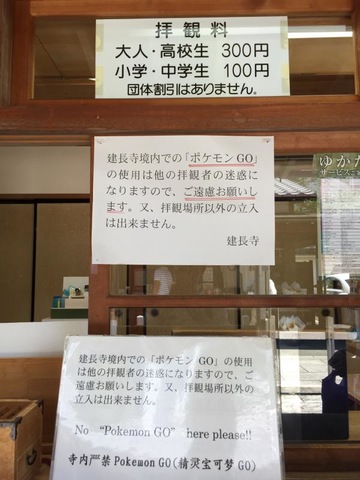 拝観料
大人・高校生 300円
小学・中学生 100円
団体割引はありません。
建長寺境内での「ポケモンGO」
の使用は他の拝観者の迷惑に
なりますので、ご遠慮お願いし
ます。又、拝観場所以外の立入
は出来ません。
建長寺
ゆかた
サービス
建長寺境内での「ポケモン GO」の使用
は他の拝観者の迷惑になりますので、ご
遠慮お願いします。又、拝観場所以外の
立入は出来ません。
No “Pokemon GO” here please!!
寺内严禁 Pokemon GO(精灵宝可梦 GO)